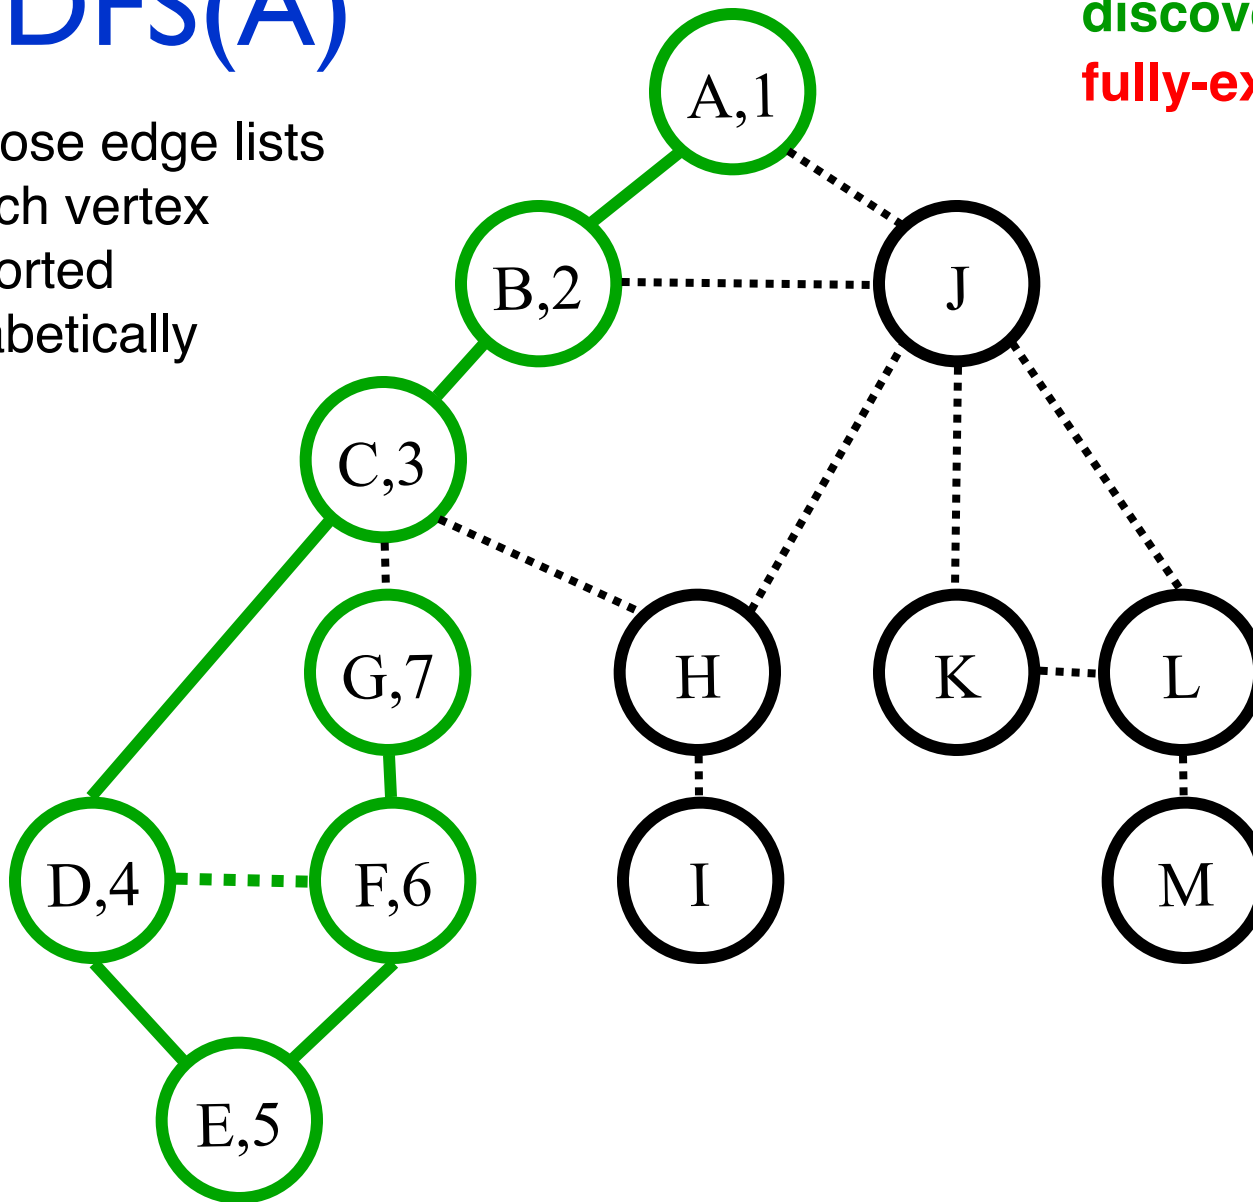 DFS(A)
discove
fully-ex
ose edge lists
ch vertex
orted
abetically
A,1
B,2
J
C,3
G,7
H
K
L
D,4
F,6
I
M
E,5